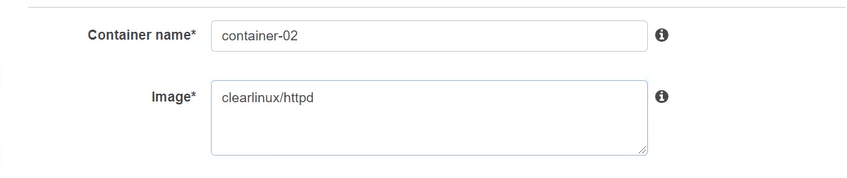 Container name* container-02
Image* clearlinux/httpd